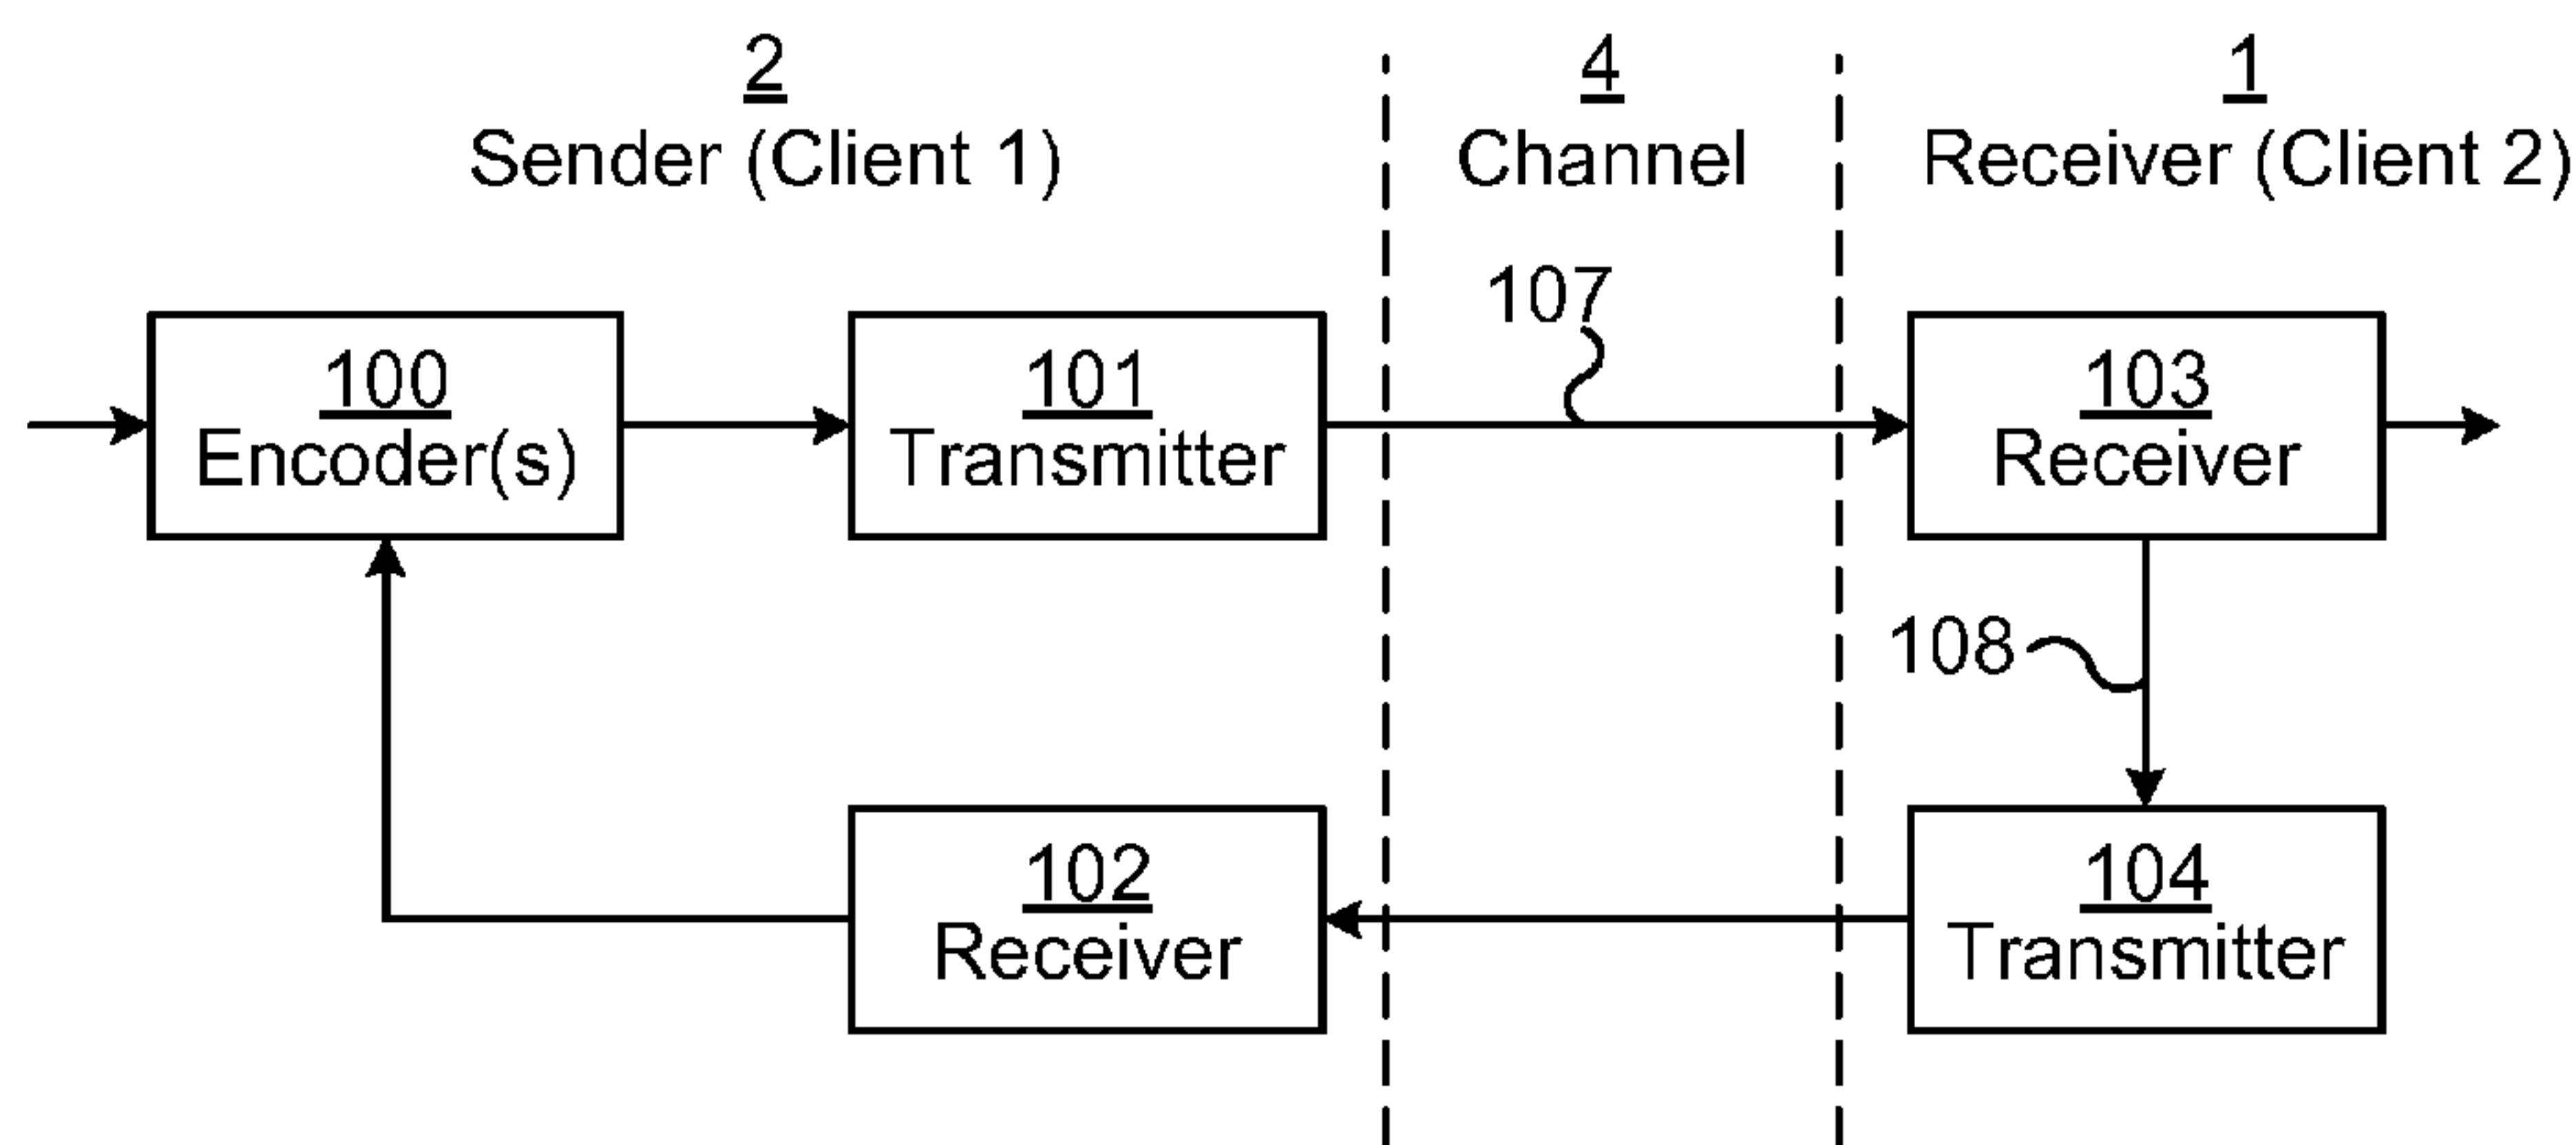 2
Sender (Client 1)
4
Channel
1
Receiver (Client 2)
107
100
Encoder(s)
101
Transmitter
103
Receiver
108
102
Receiver
104
Transmitter